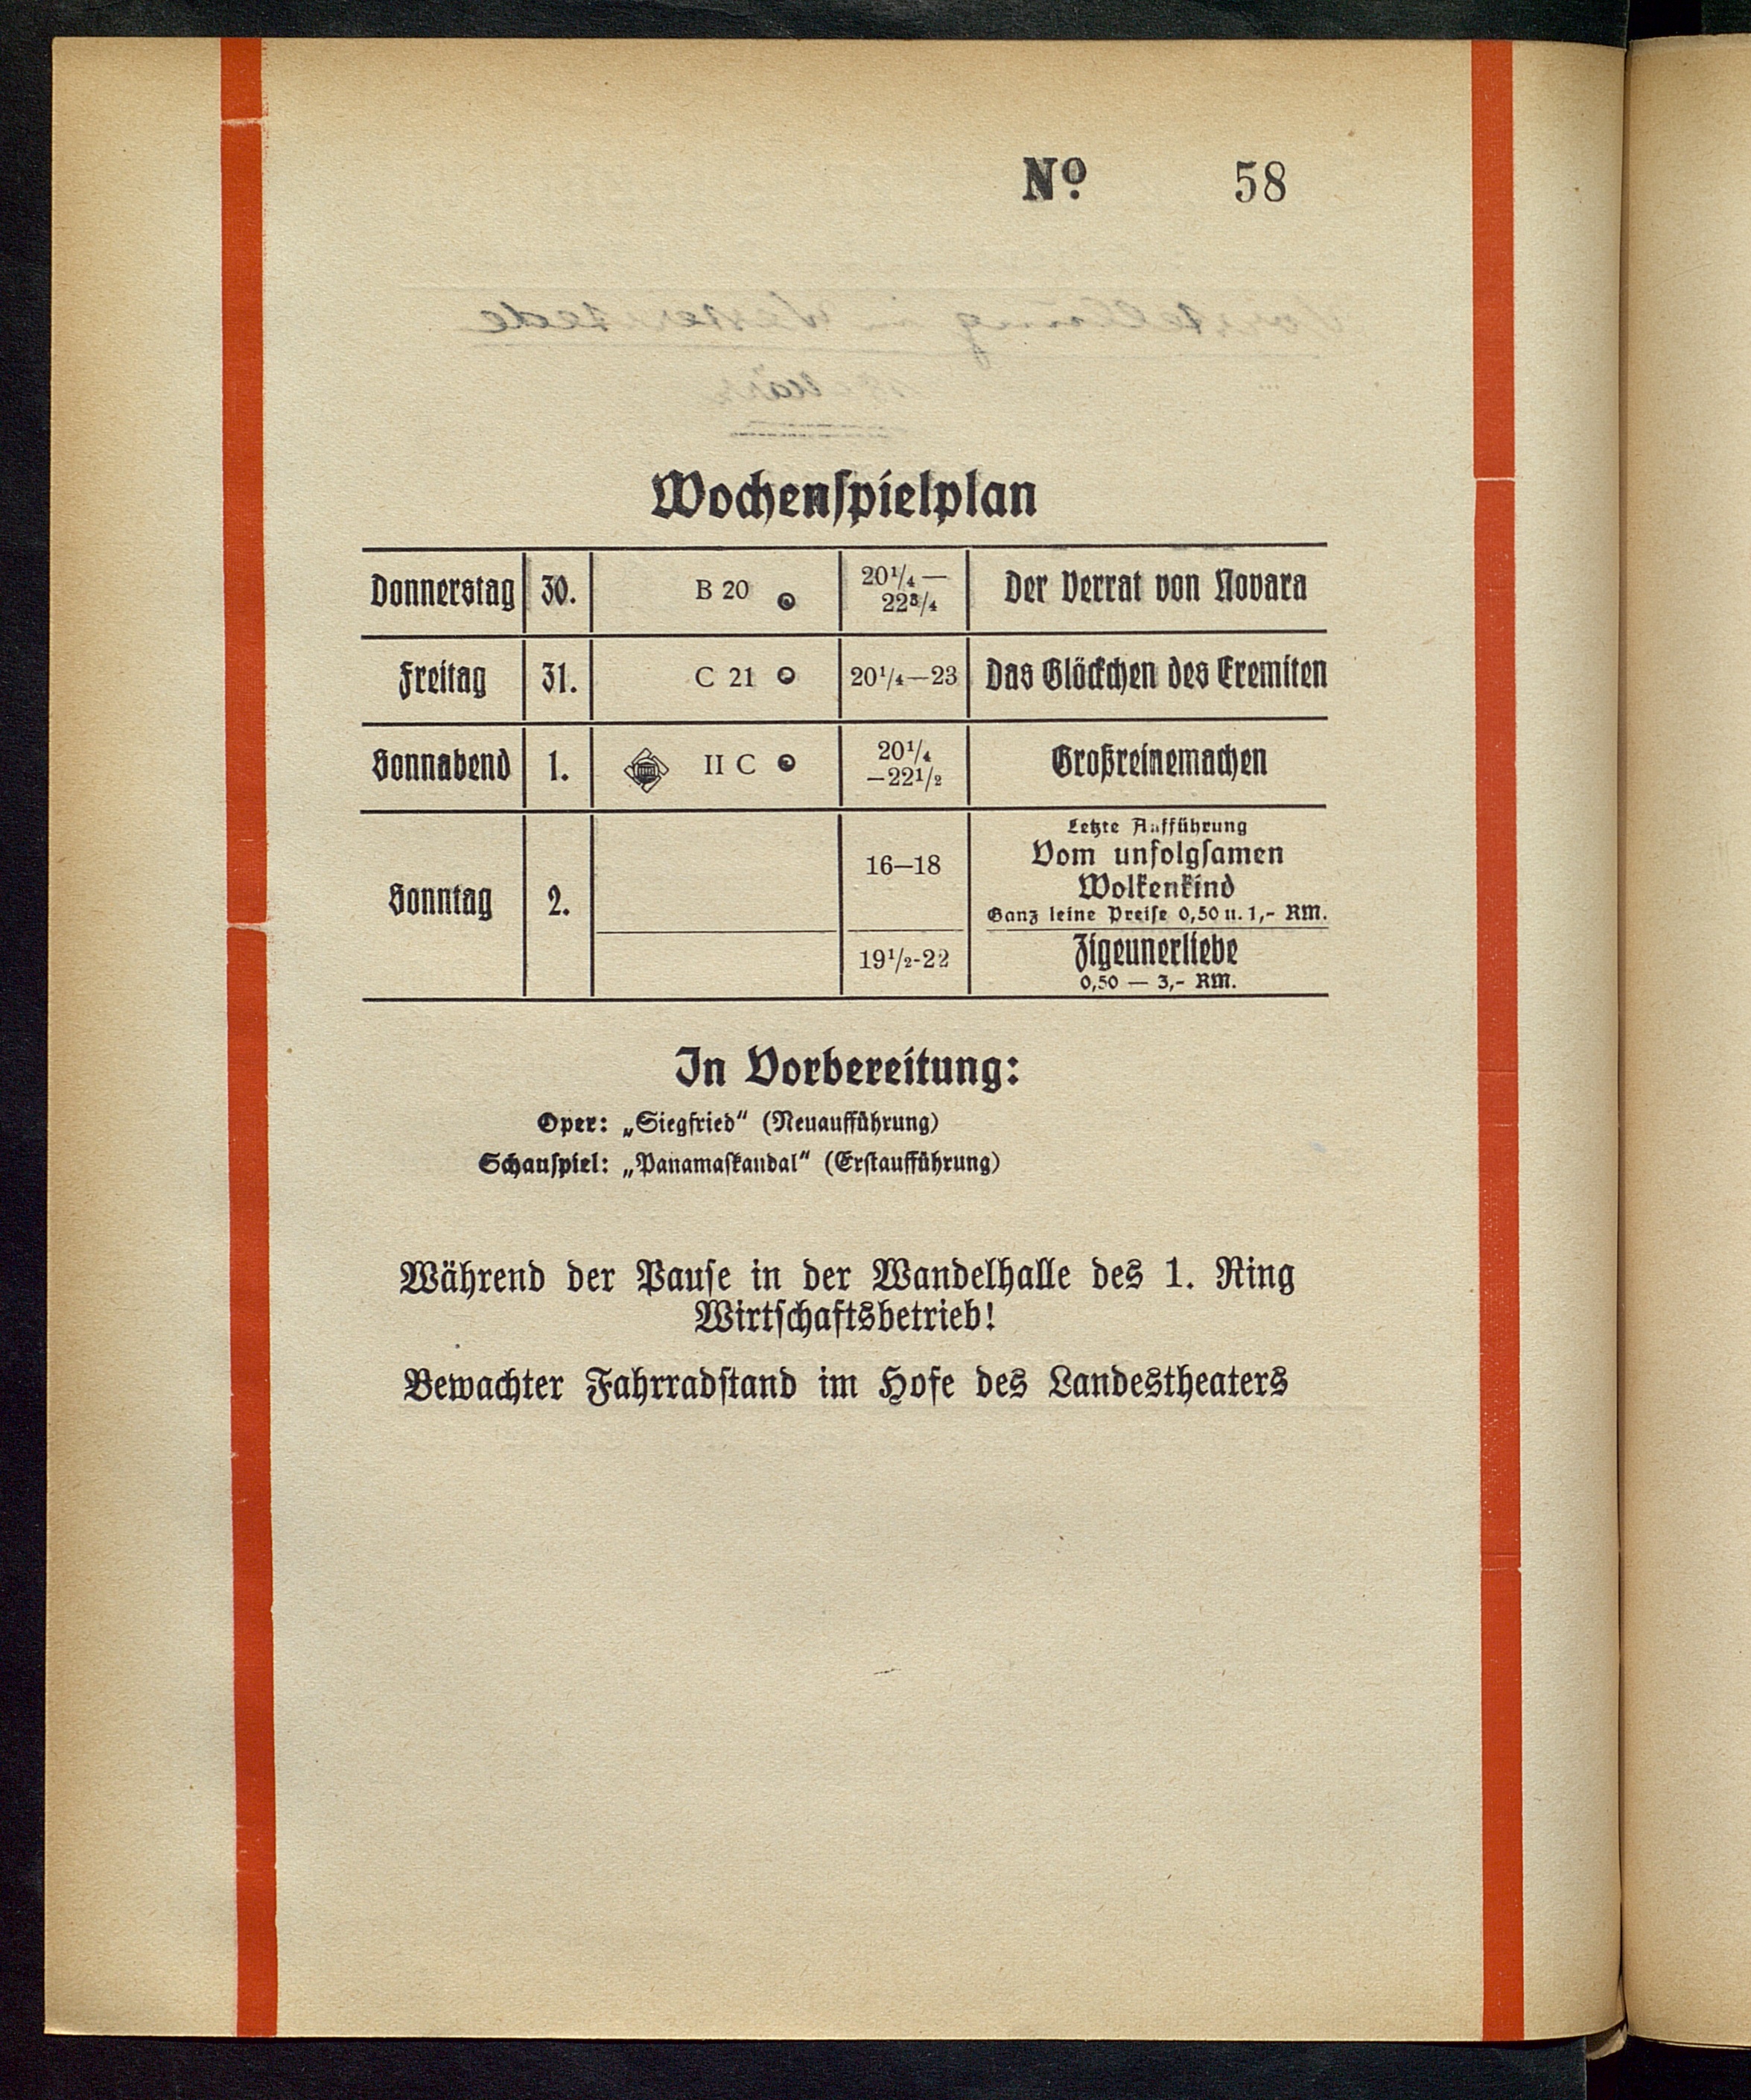 Nº 58
Wochenspielplan
Donnerstag 30. B 20 20¼— Der Verrat von Novara
22¾
Freitag 31. C 21 20¼—23 Das Glöckchen des Eremiten
Sonnabend 1. II C 20¼ Großreinemachen
—22½
Sonntag 2. 16—18 Letzte Aufführung
Vom unfolgsamen
Wolkenkind
Ganz leine Preise 0,50 u. 1,- RM.
19½-22 Zigeunerliebe
0,50 — 3,- RM.
In Vorbereitung:
Oper: „Siegfried“ (Neuaufführung)
Schauspiel: „Panamaskandal“ (Erstaufführung)
Während der Pause in der Wandelhalle des 1. Ring
Wirtschaftsbetrieb!
Bewachter Fahrradstand im Hofe des Landestheaters